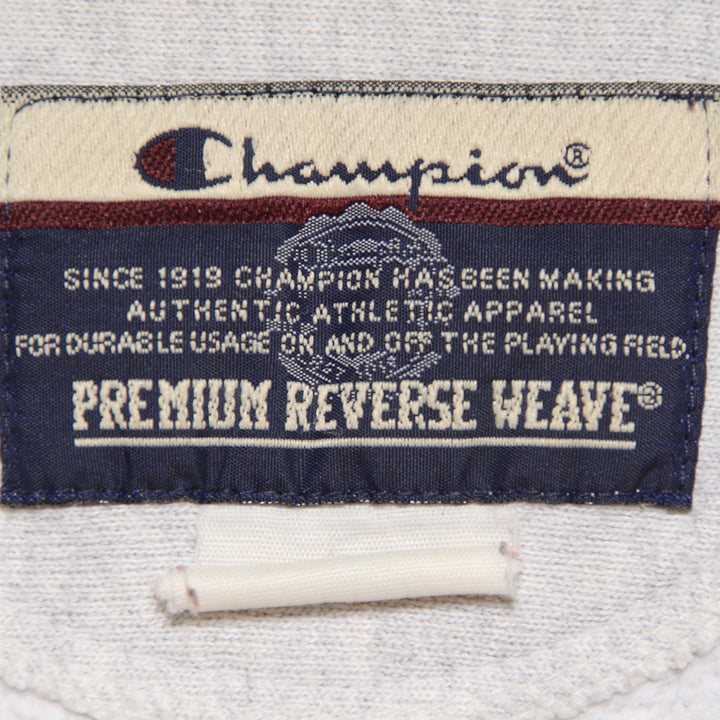 Champion®
SINCE 1919 CHAMPION HAS BEEN MAKING
AUTHENTIC ATHLETIC APPAREL
FOR DURABLE USAGE ON AND OFF THE PLAYING FIELD.
PREMIUM REVERSE WEAVE®